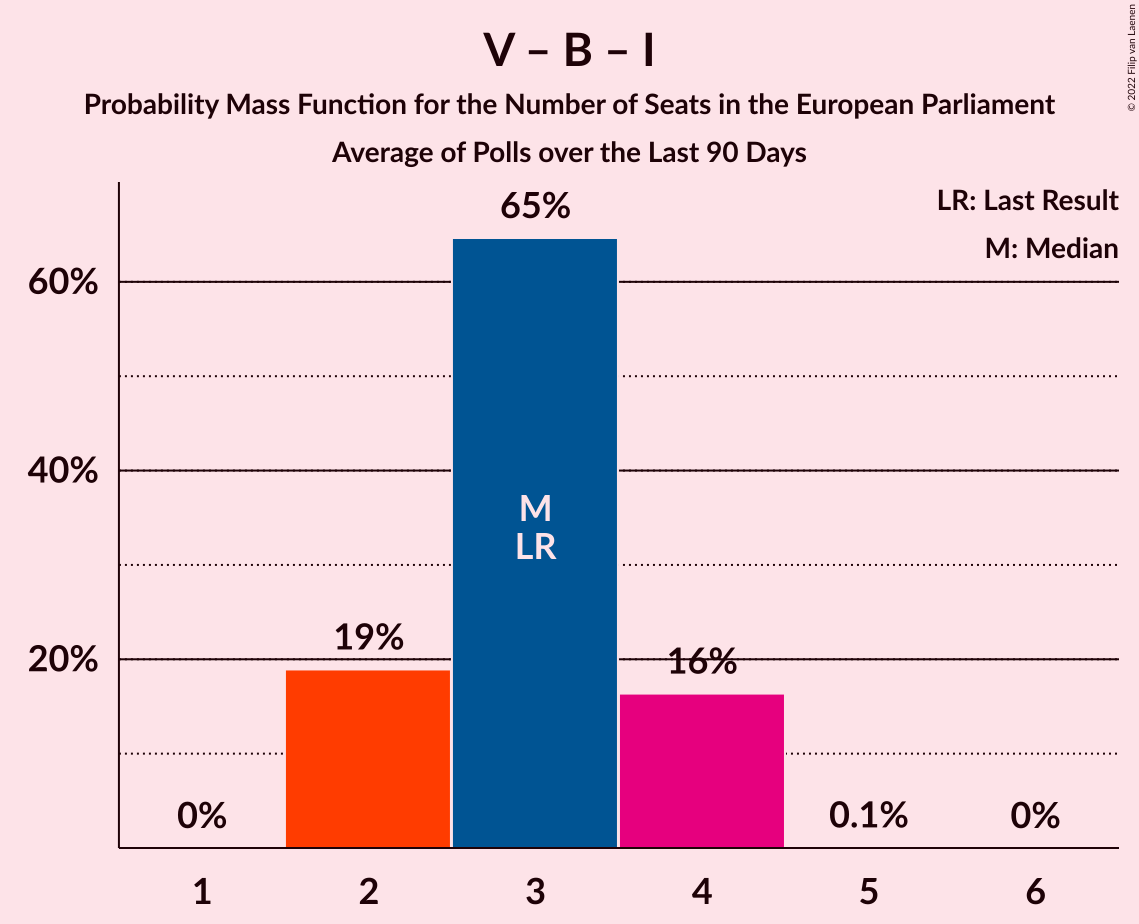 V – B – I
Probability Mass Function for the Number of Seats in the European Parliament
Average of Polls over the Last 90 Days
© 2022 Filip van Laenen
LR: Last Result
M: Median
65%
60%
40%
M
LR
20%
19%
16%
0%
0.1%
0%
1 2 3 4 5 6